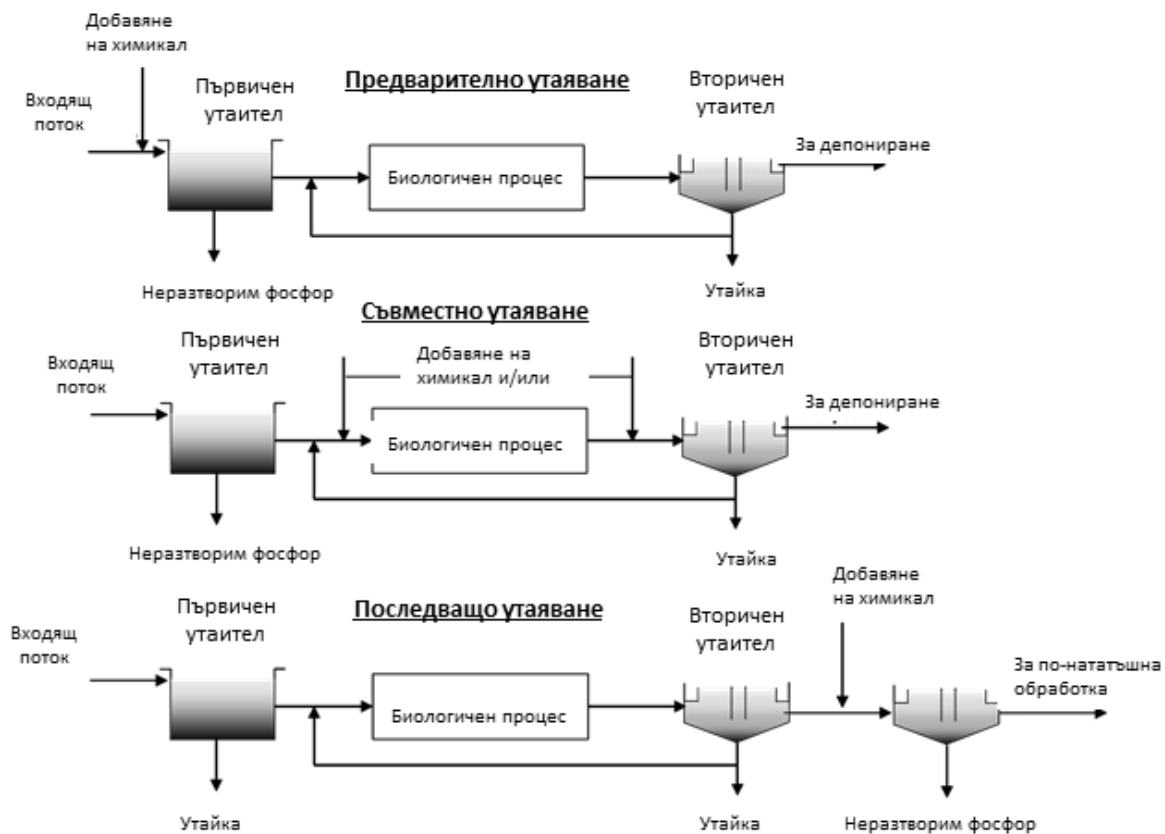 Добавяне
на химикал
Първичен
утаител
Предварително утаяване
Вторичен
утаител
Входящ
поток
За депониране
Биологичен процес
Неразтворим фосфор
Утайка
Съвместно утаяване
Първичен
утаител
Добавяне на
химикал и/или
Вторичен
утаител
Входящ
поток
За депониране
Биологичен процес
Неразтворим фосфор
Утайка
Добавяне
на химикал
Първичен
утаител
Последващо утаяване
Вторичен
утаител
Входящ
поток
За по-нататъшна
обработка
Биологичен процес
Утайка
Утайка
Неразтворим фосфор